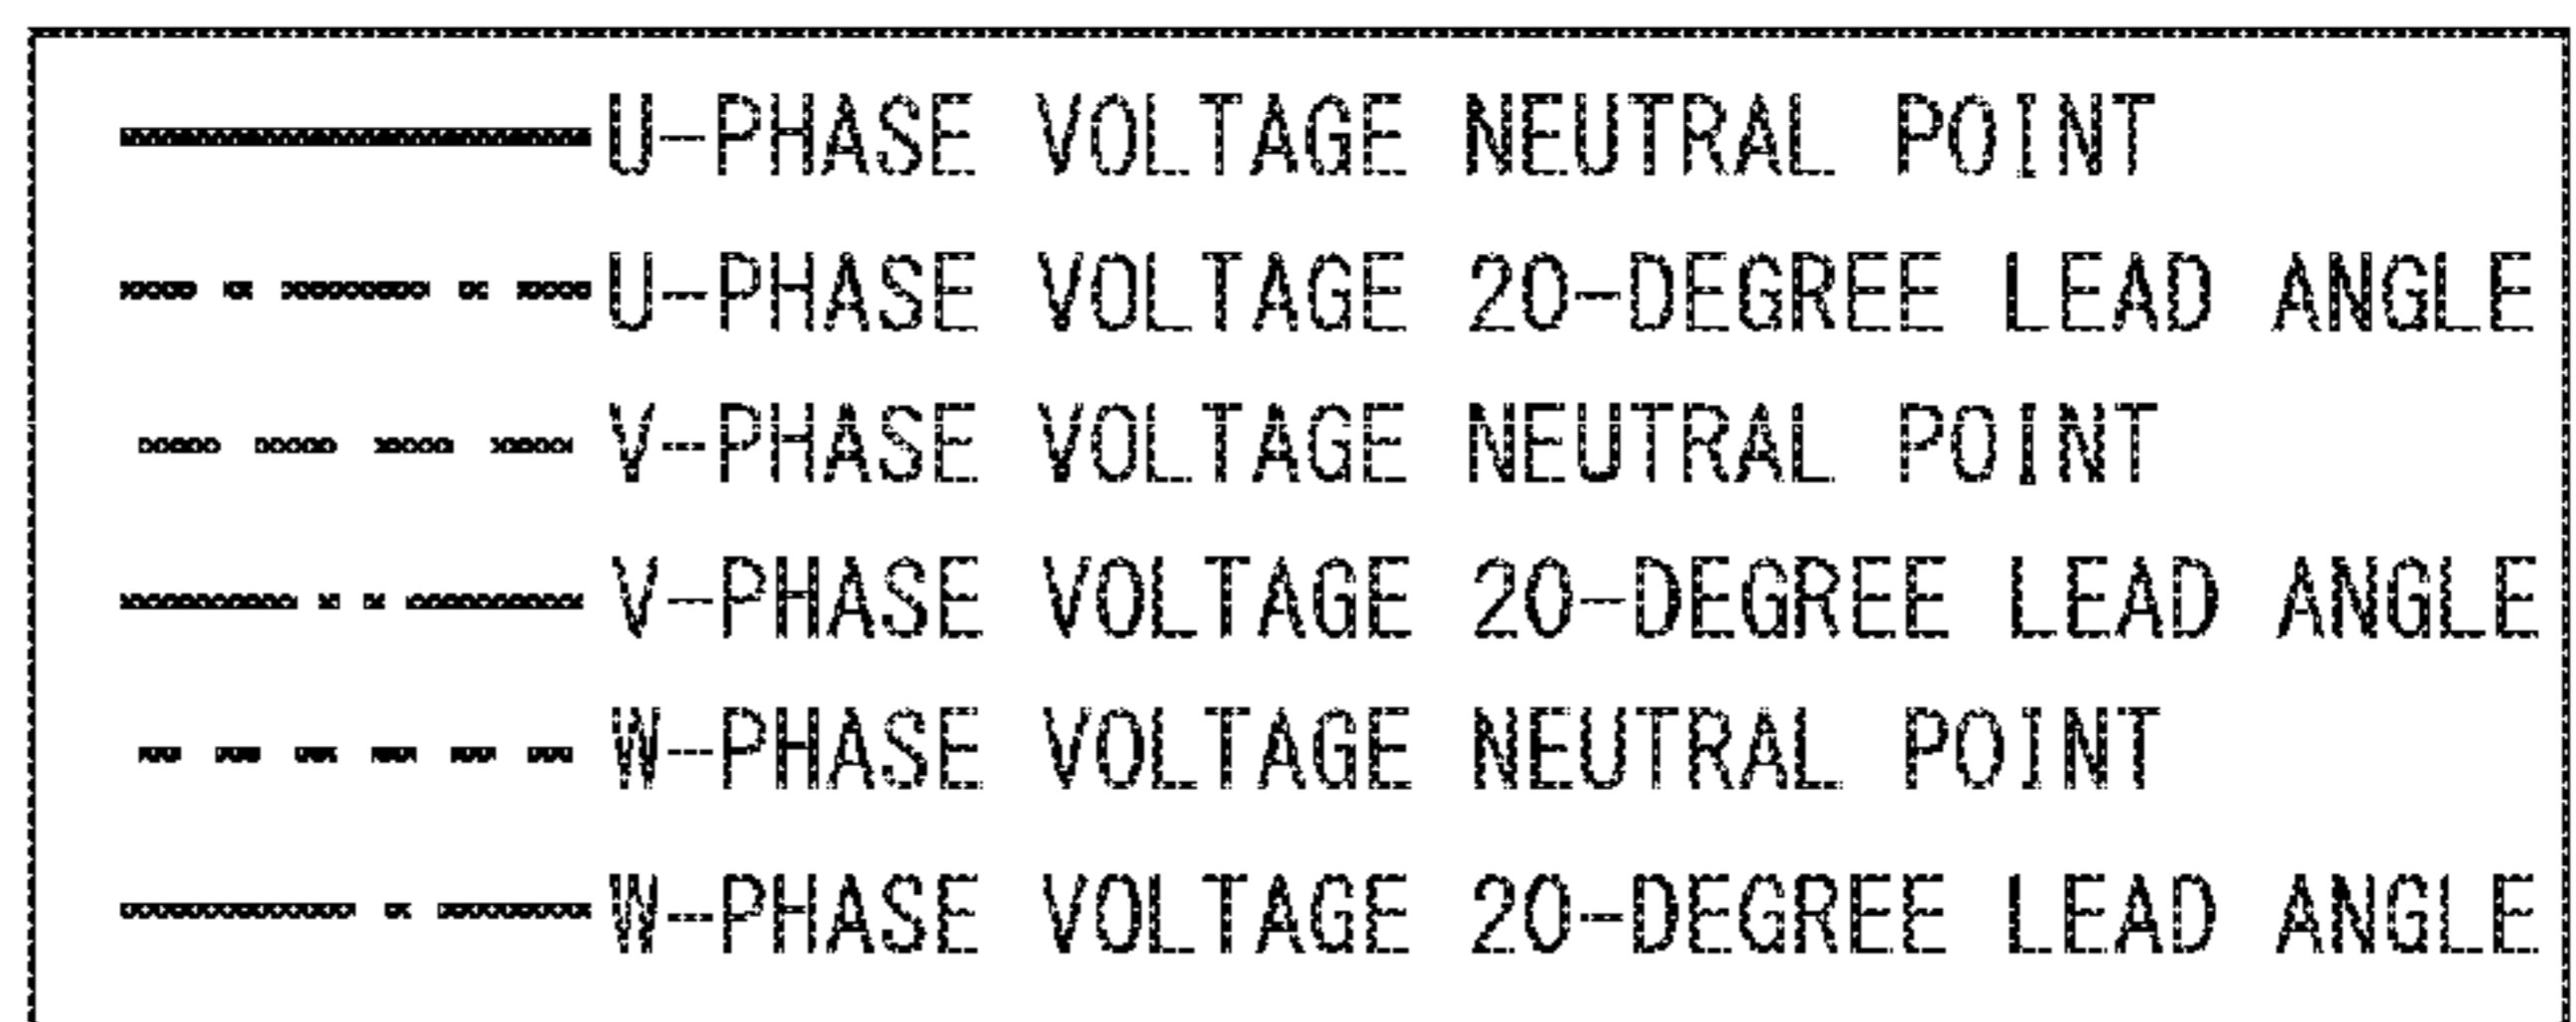 U-PHASE VOLTAGE NEUTRAL POINT
U-PHASE VOLTAGE 20-DEGREE LEAD ANGLE
V-PHASE VOLTAGE NEUTRAL POINT
V-PHASE VOLTAGE 20-DEGREE LEAD ANGLE
W-PHASE VOLTAGE NEUTRAL POINT
W-PHASE VOLTAGE 20-DEGREE LEAD ANGLE